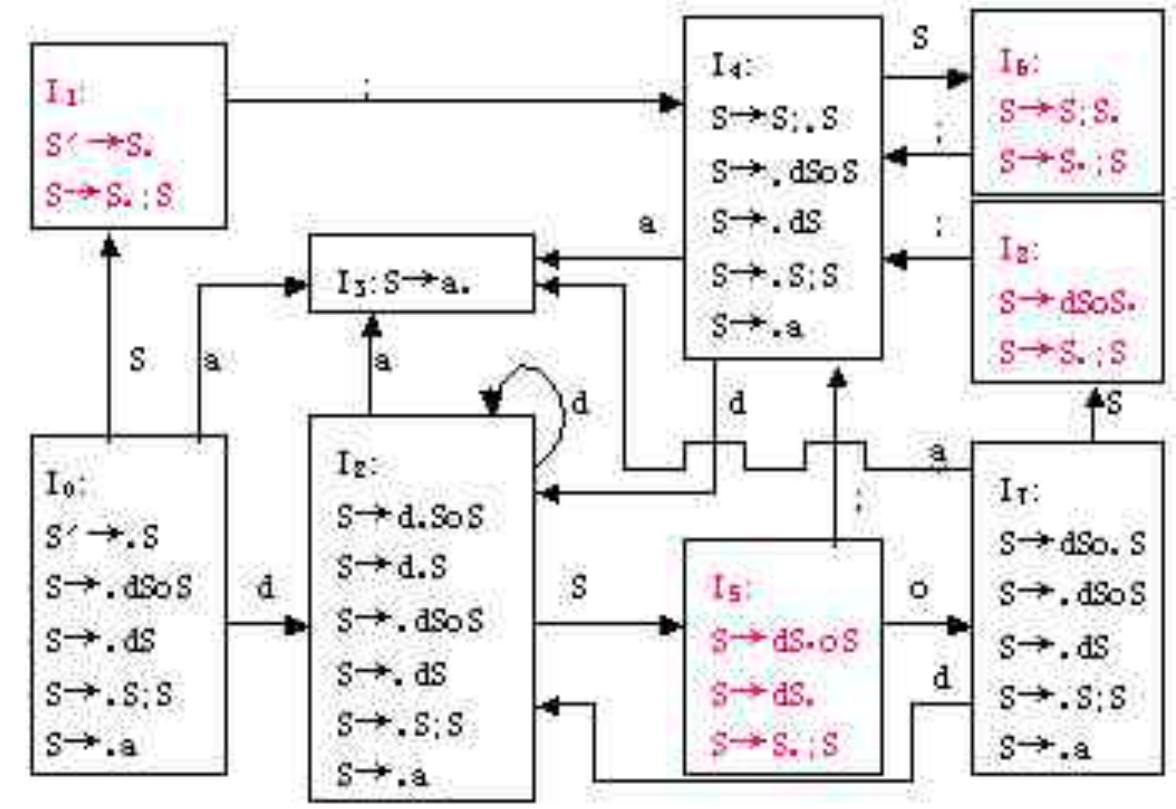 I₁:
S′→S.
S→S.;S
;
I₄:
S→S;.S
S→.dSoS
S→.dS
S→.S;S
S→.a
S
;
I₆:
S→S;S.
S→S.;S
a
;
I₈:
S→dSoS.
S→S.;S
I₃:S→a.
S
a
a
d
d
S
a
I₀:
S′→.S
S→.dSoS
S→.dS
S→.S;S
S→.a
d
I₂:
S→d.SoS
S→d.S
S→.dSoS
S→.dS
S→.S;S
S→.a
S
;
I₅:
S→dS.oS
S→dS.
S→S.;S
o
d
I₇:
S→dSo.S
S→.dSoS
S→.dS
S→.S;S
S→.a